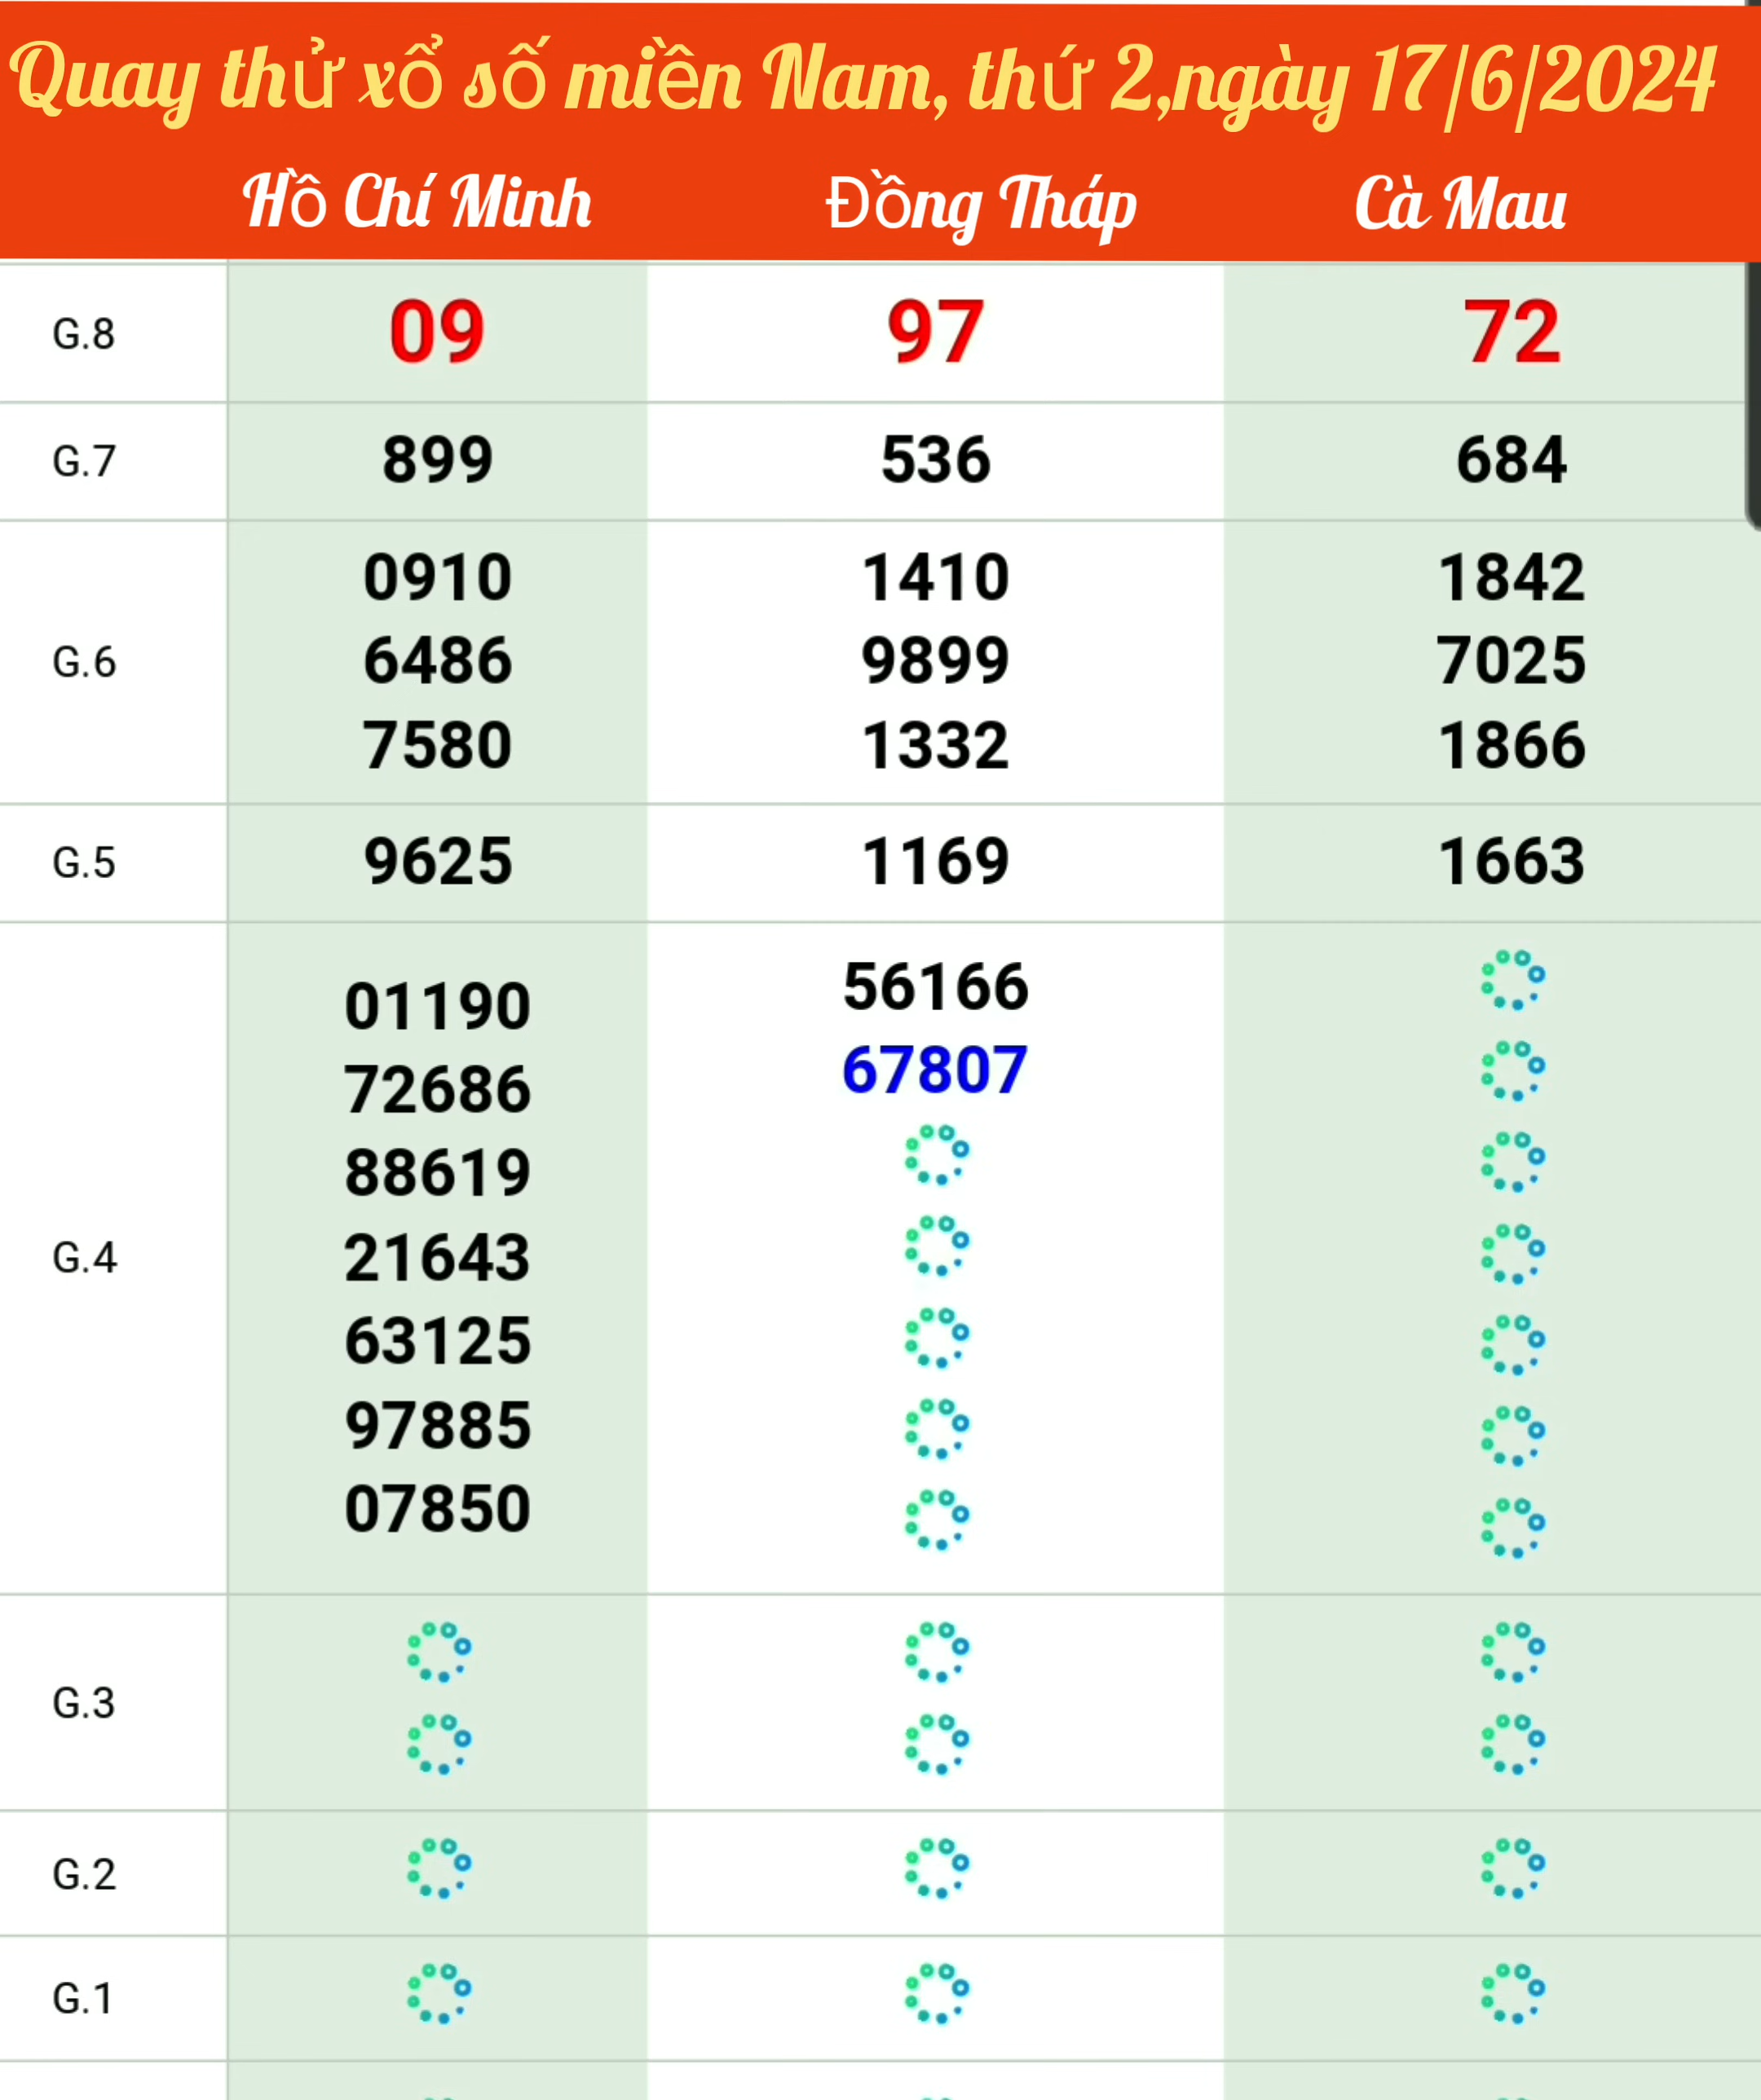 Quay thử xổ số miền Nam, thứ 2,ngày 17/6/2024
Hồ Chí Minh Đồng Tháp Cà Mau
G.8 09 97 72
G.7 899 536 684
G.6
0910 1410 1842
6486 9899 7025
7580 1332 1866
G.5 9625 1169 1663
G.4
01190 56166
72686 67807
88619
21643
63125
97885
07850
G.3
G.2
G.1